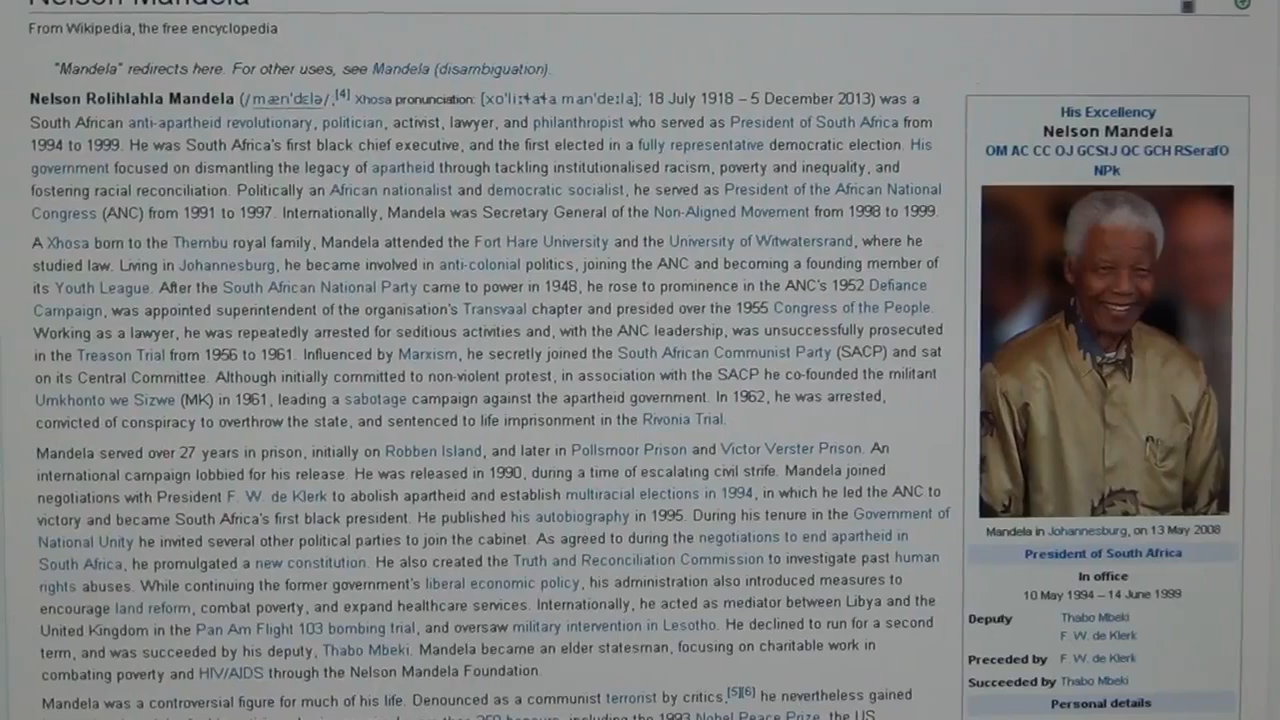 Nelson Mandela
From Wikipedia, the free encyclopedia
"Mandela" redirects here. For other uses, see Mandela (disambiguation).
Nelson Rolihlahla Mandela (/mænˈdɛlə/,[4] Xhosa pronunciation: [xoˈliːɬaɬa manˈdeːla]; 18 July 1918 – 5 December 2013) was a
South African anti-apartheid revolutionary, politician, activist, lawyer, and philanthropist who served as President of South Africa from
1994 to 1999. He was South Africa's first black chief executive, and the first elected in a fully representative democratic election. His
government focused on dismantling the legacy of apartheid through tackling institutionalised racism, poverty and inequality, and
fostering racial reconciliation. Politically an African nationalist and democratic socialist, he served as President of the African National
Congress (ANC) from 1991 to 1997. Internationally, Mandela was Secretary General of the Non-Aligned Movement from 1998 to 1999.
A Xhosa born to the Thembu royal family, Mandela attended the Fort Hare University and the University of Witwatersrand, where he
studied law. Living in Johannesburg, he became involved in anti-colonial politics, joining the ANC and becoming a founding member of
its Youth League. After the South African National Party came to power in 1948, he rose to prominence in the ANC's 1952 Defiance
Campaign, was appointed superintendent of the organisation's Transvaal chapter and presided over the 1955 Congress of the People.
Working as a lawyer, he was repeatedly arrested for seditious activities and, with the ANC leadership, was unsuccessfully prosecuted
in the Treason Trial from 1956 to 1961. Influenced by Marxism, he secretly joined the South African Communist Party (SACP) and sat
on its Central Committee. Although initially committed to non-violent protest, in association with the SACP he co-founded the militant
Umkhonto we Sizwe (MK) in 1961, leading a sabotage campaign against the apartheid government. In 1962, he was arrested,
convicted of conspiracy to overthrow the state, and sentenced to life imprisonment in the Rivonia Trial.
Mandela served over 27 years in prison, initially on Robben Island, and later in Pollsmoor Prison and Victor Verster Prison. An
international campaign lobbied for his release. He was released in 1990, during a time of escalating civil strife. Mandela joined
negotiations with President F. W. de Klerk to abolish apartheid and establish multiracial elections in 1994, in which he led the ANC to
victory and became South Africa's first black president. He published his autobiography in 1995. During his tenure in the Government of
National Unity he invited several other political parties to join the cabinet. As agreed to during the negotiations to end apartheid in
South Africa, he promulgated a new constitution. He also created the Truth and Reconciliation Commission to investigate past human
rights abuses. While continuing the former government's liberal economic policy, his administration also introduced measures to
encourage land reform, combat poverty, and expand healthcare services. Internationally, he acted as mediator between Libya and the
United Kingdom in the Pan Am Flight 103 bombing trial, and oversaw military intervention in Lesotho. He declined to run for a second
term, and was succeeded by his deputy, Thabo Mbeki. Mandela became an elder statesman, focusing on charitable work in
combating poverty and HIV/AIDS through the Nelson Mandela Foundation.
Mandela was a controversial figure for much of his life. Denounced as a communist terrorist by critics,[5][6] he nevertheless gained
250 honours, including the 1993 Nobel Peace Prize, the US
His Excellency
Nelson Mandela
OM AC CC OJ GCStJ QC GCH RSerafO
NPk
Mandela in Johannesburg, on 13 May 2008
President of South Africa
In office
10 May 1994 – 14 June 1999
Deputy Thabo Mbeki
F. W. de Klerk
Preceded by F. W. de Klerk
Succeeded by Thabo Mbeki
Personal details